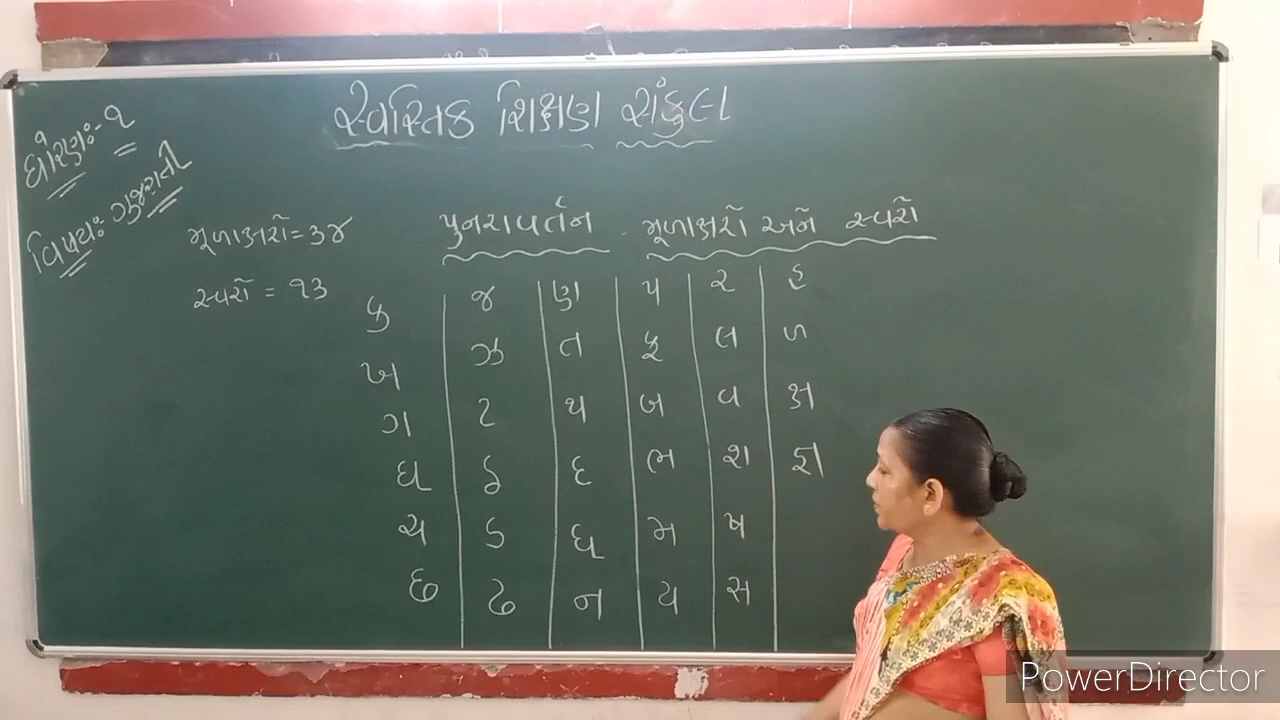 સ્વસ્તિક શિક્ષણ સંકુલ
ધોરણઃ-૧
વિષયઃ ગુજરાતી
મૂળાક્ષરો = ૩૪
સ્વરો = ૧૩
પુનરાવર્તન - મૂળાક્ષરો અને સ્વરો
ક જ ણ પ ર હ
ખ ઝ ત ફ લ ળ
ગ ટ થ બ વ ક્ષ
ઘ ઠ દ ભ શ જ્ઞ
ચ ડ ધ મ ષ
છ ઢ ન ય સ
PowerDirector